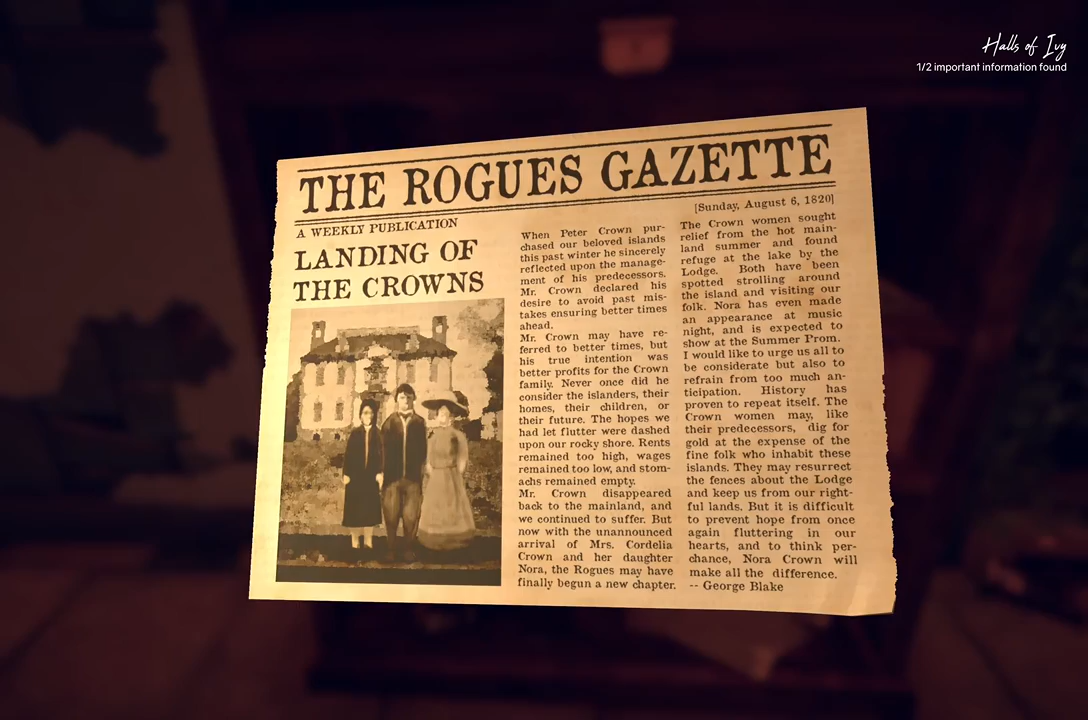 Halls of Ivy
1/2 important information found
THE ROGUES GAZETTE
[Sunday, August 6, 1820]
A WEEKLY PUBLICATION
LANDING OF
THE CROWNS
When Peter Crown pur-
chased our beloved islands
this past winter he sincerely
reflected upon the manage-
ment of his predecessors.
Mr. Crown declared his
desire to avoid past mis-
takes ensuring better times
ahead.
Mr. Crown may have re-
ferred to better times, but
his true intention was
better profits for the Crown
family. Never once did he
consider the islanders, their
homes, their children, or
their future. The hopes we
had let flutter were dashed
upon our rocky shore. Rents
remained too high, wages
remained too low, and stom-
achs remained empty.
Mr. Crown disappeared
back to the mainland, and
we continued to suffer. But
now with the unannounced
arrival of Mrs. Cordelia
Crown and her daughter
Nora, the Rogues may have
finally begun a new chapter.
The Crown women sought
relief from the hot main-
land summer and found
refuge at the lake by the
Lodge. Both have been
spotted strolling around
the island and visiting our
folk. Nora has even made
an appearance at music
night, and is expected to
show at the Summer Prom.
I would like to urge us all to
be considerate but also to
refrain from too much an-
ticipation. History has
proven to repeat itself. The
Crown women may, like
their predecessors, dig for
gold at the expense of the
fine folk who inhabit these
islands. They may resurrect
the fences about the Lodge
and keep us from our right-
ful lands. But it is difficult
to prevent hope from once
again fluttering in our
hearts, and to think per-
chance, Nora Crown will
make all the difference.
-- George Blake